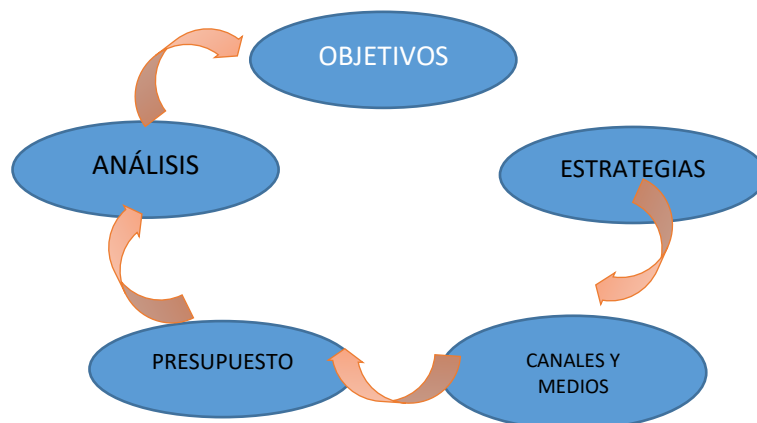 OBJETIVOS
ANÁLISIS
ESTRATEGIAS
PRESUPUESTO
CANALES Y
MEDIOS